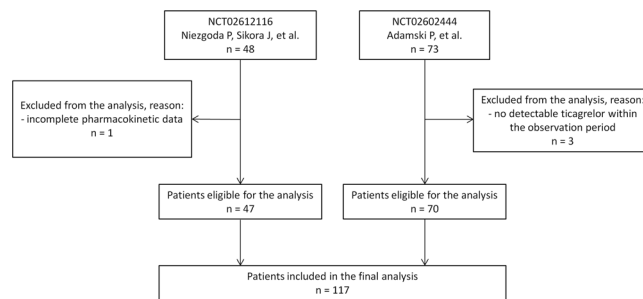 NCT02612116
Niezgoda P, Sikora J, et al.
n = 48
NCT02602444
Adamski P, et al.
n = 73
Excluded from the analysis, reason:
- incomplete pharmacokinetic data
n = 1
Excluded from the analysis, reason:
- no detectable ticagrelor within
the observation period
n = 3
Patients eligible for the analysis
n = 47
Patients eligible for the analysis
n = 70
Patients included in the final analysis
n = 117